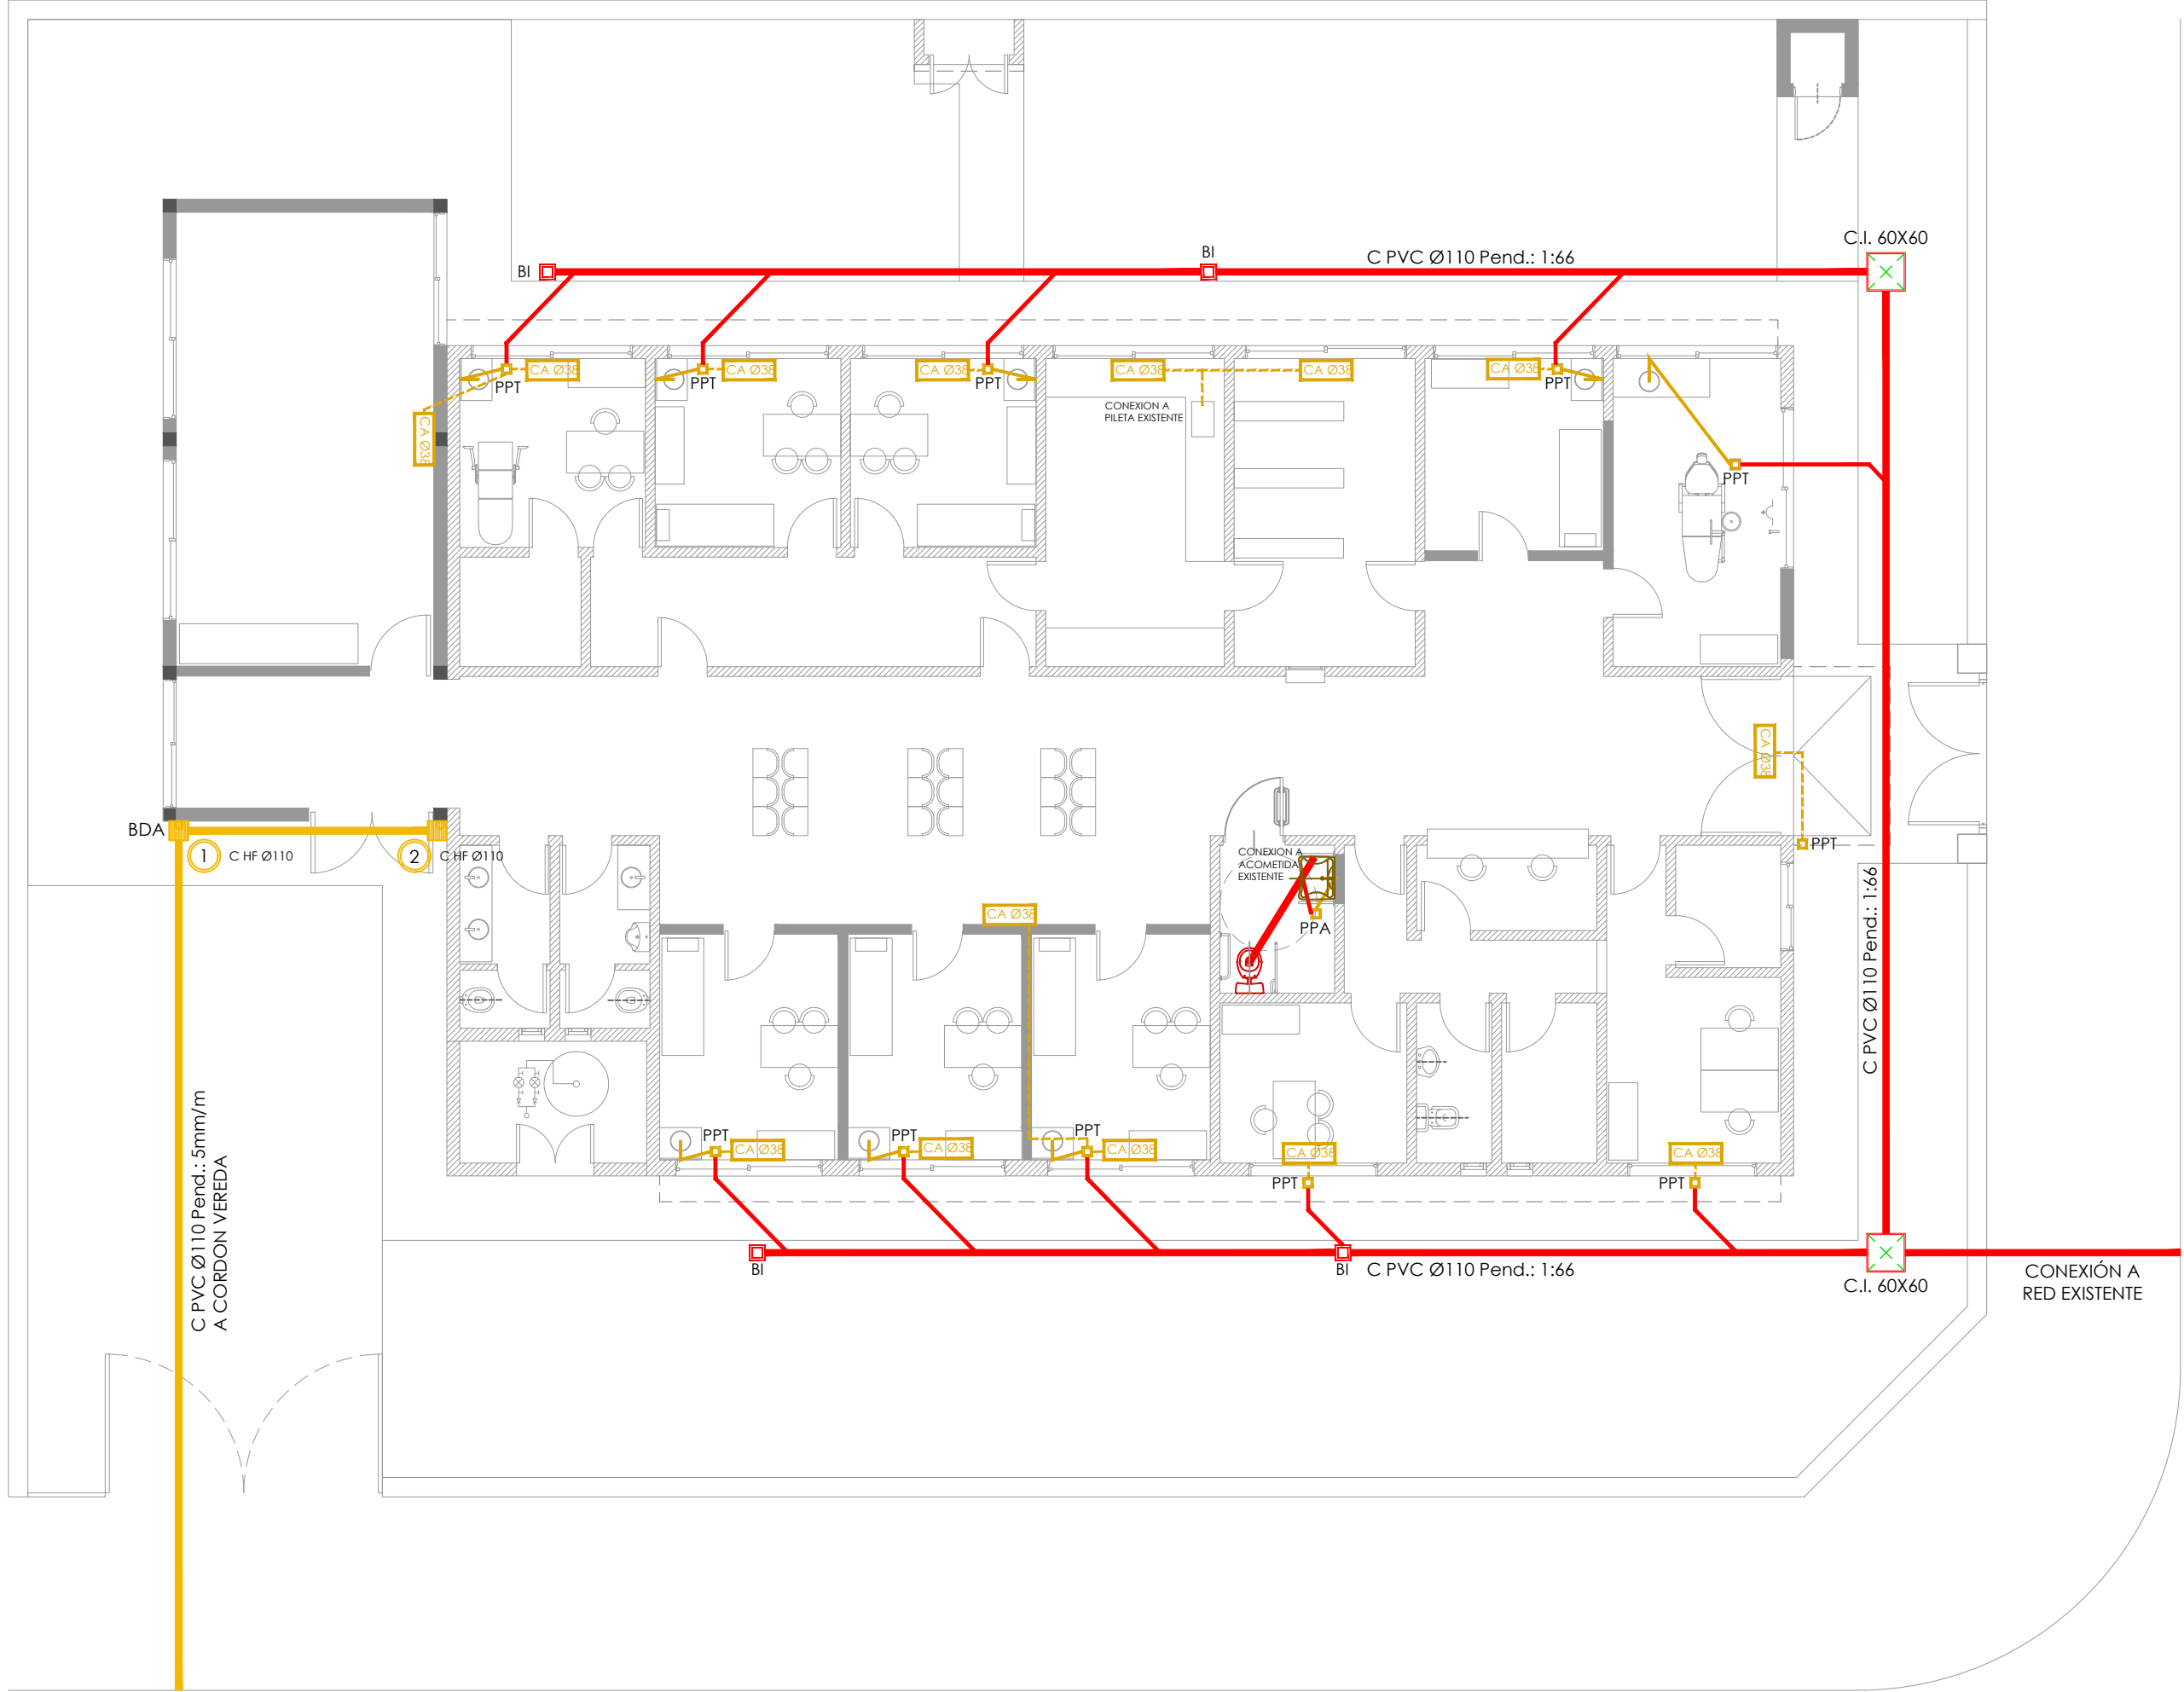 C.I. 60X60
BI
BI
C PVC Ø110 Pend.: 1:66
CA Ø38
CA Ø38
CA Ø38
CA Ø38
CA Ø38
CA Ø38
PPT
PPT
PPT
PPT
CONEXION A
PILETA EXISTENTE
CA Ø38
PPT
CA Ø38
BDA
1
C HF Ø110
2
C HF Ø110
PPT
CONEXION A
ACOMETIDA
EXISTENTE
PPA
CA Ø38
C PVC Ø110 Pend.: 1:66
C PVC Ø110 Pend.: 5mm/m
A CORDON VEREDA
PPT
CA Ø38
PPT
CA Ø38
PPT
CA Ø38
CA Ø38
CA Ø38
PPT
PPT
BI
BI
C PVC Ø110 Pend.: 1:66
C.I. 60X60
CONEXIÓN A
RED EXISTENTE